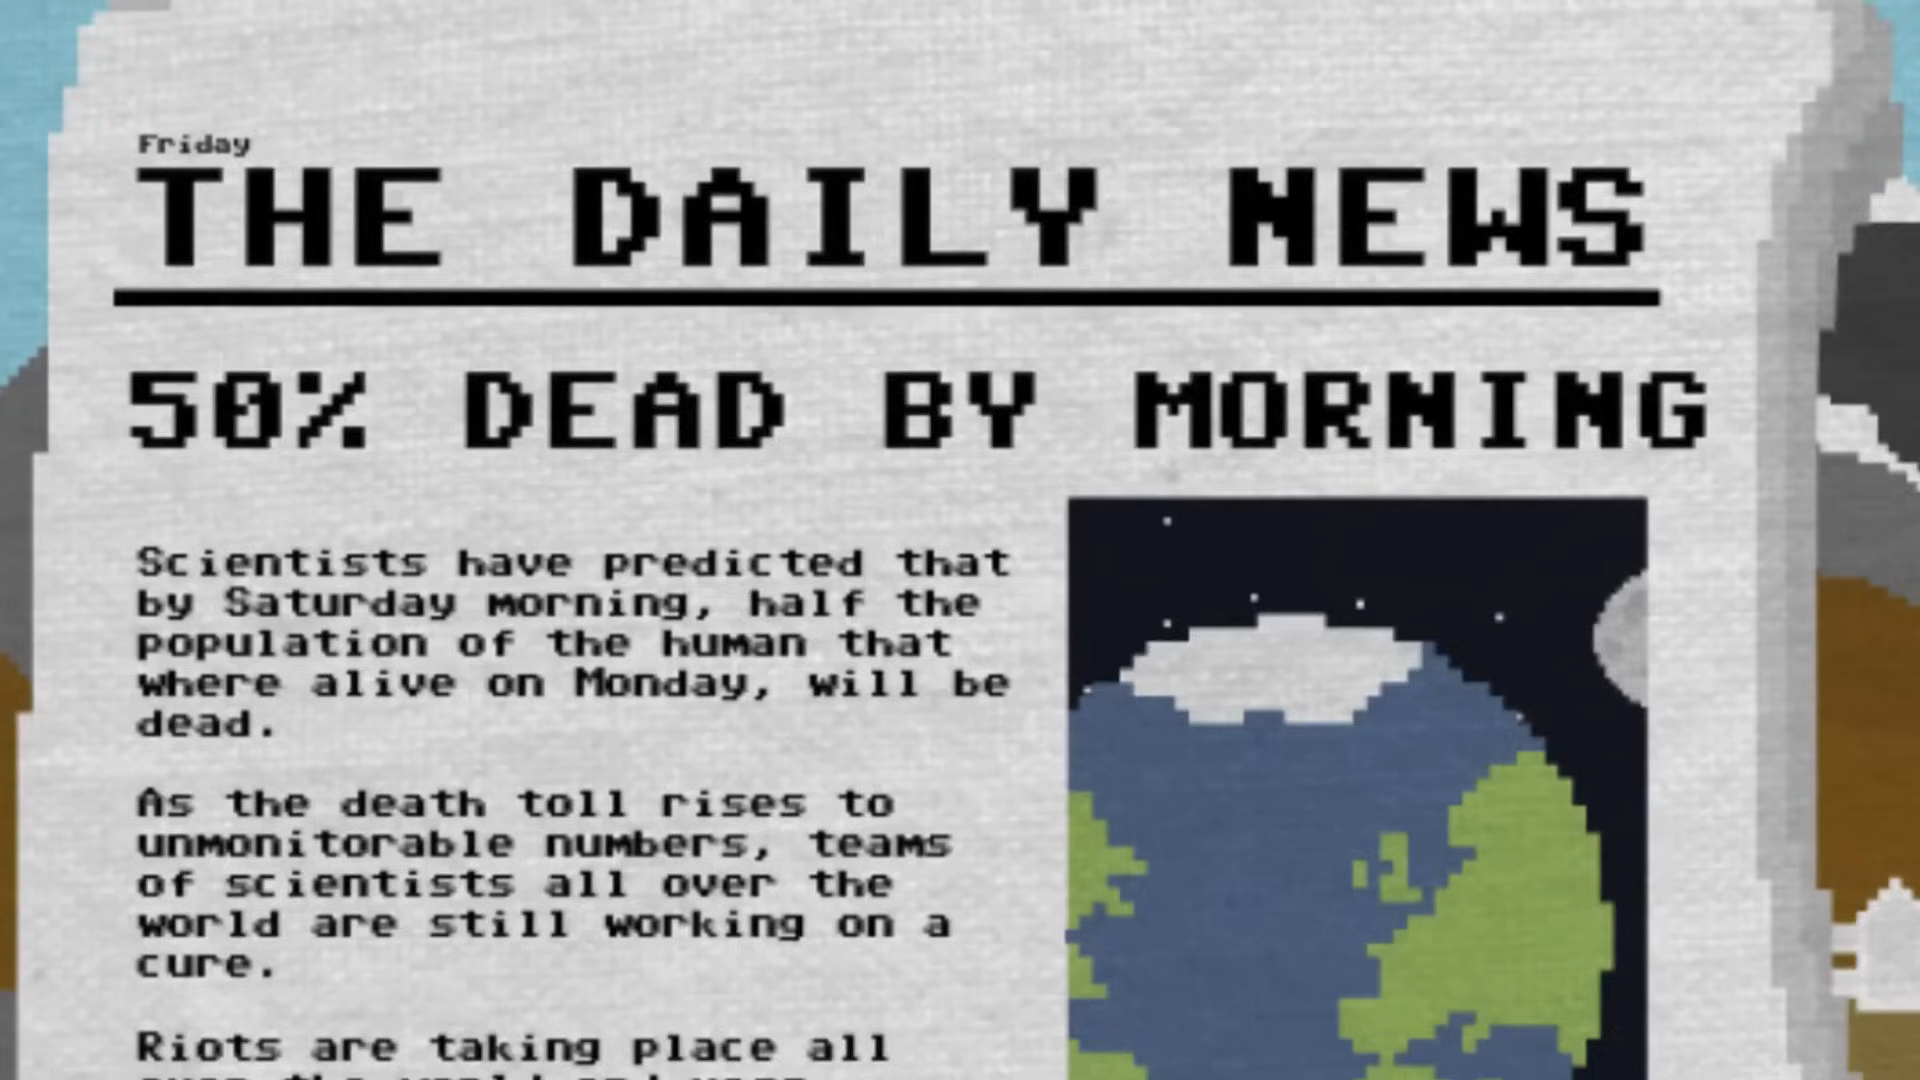 Friday
THE DAILY NEWS
50% DEAD BY MORNING
Scientists have predicted that
by Saturday morning, half the
population of the human that
where alive on Monday, will be
dead.
As the death toll rises to
unmonitorable numbers, teams
of scientists all over the
world are still working on a
cure.
Riots are taking place all